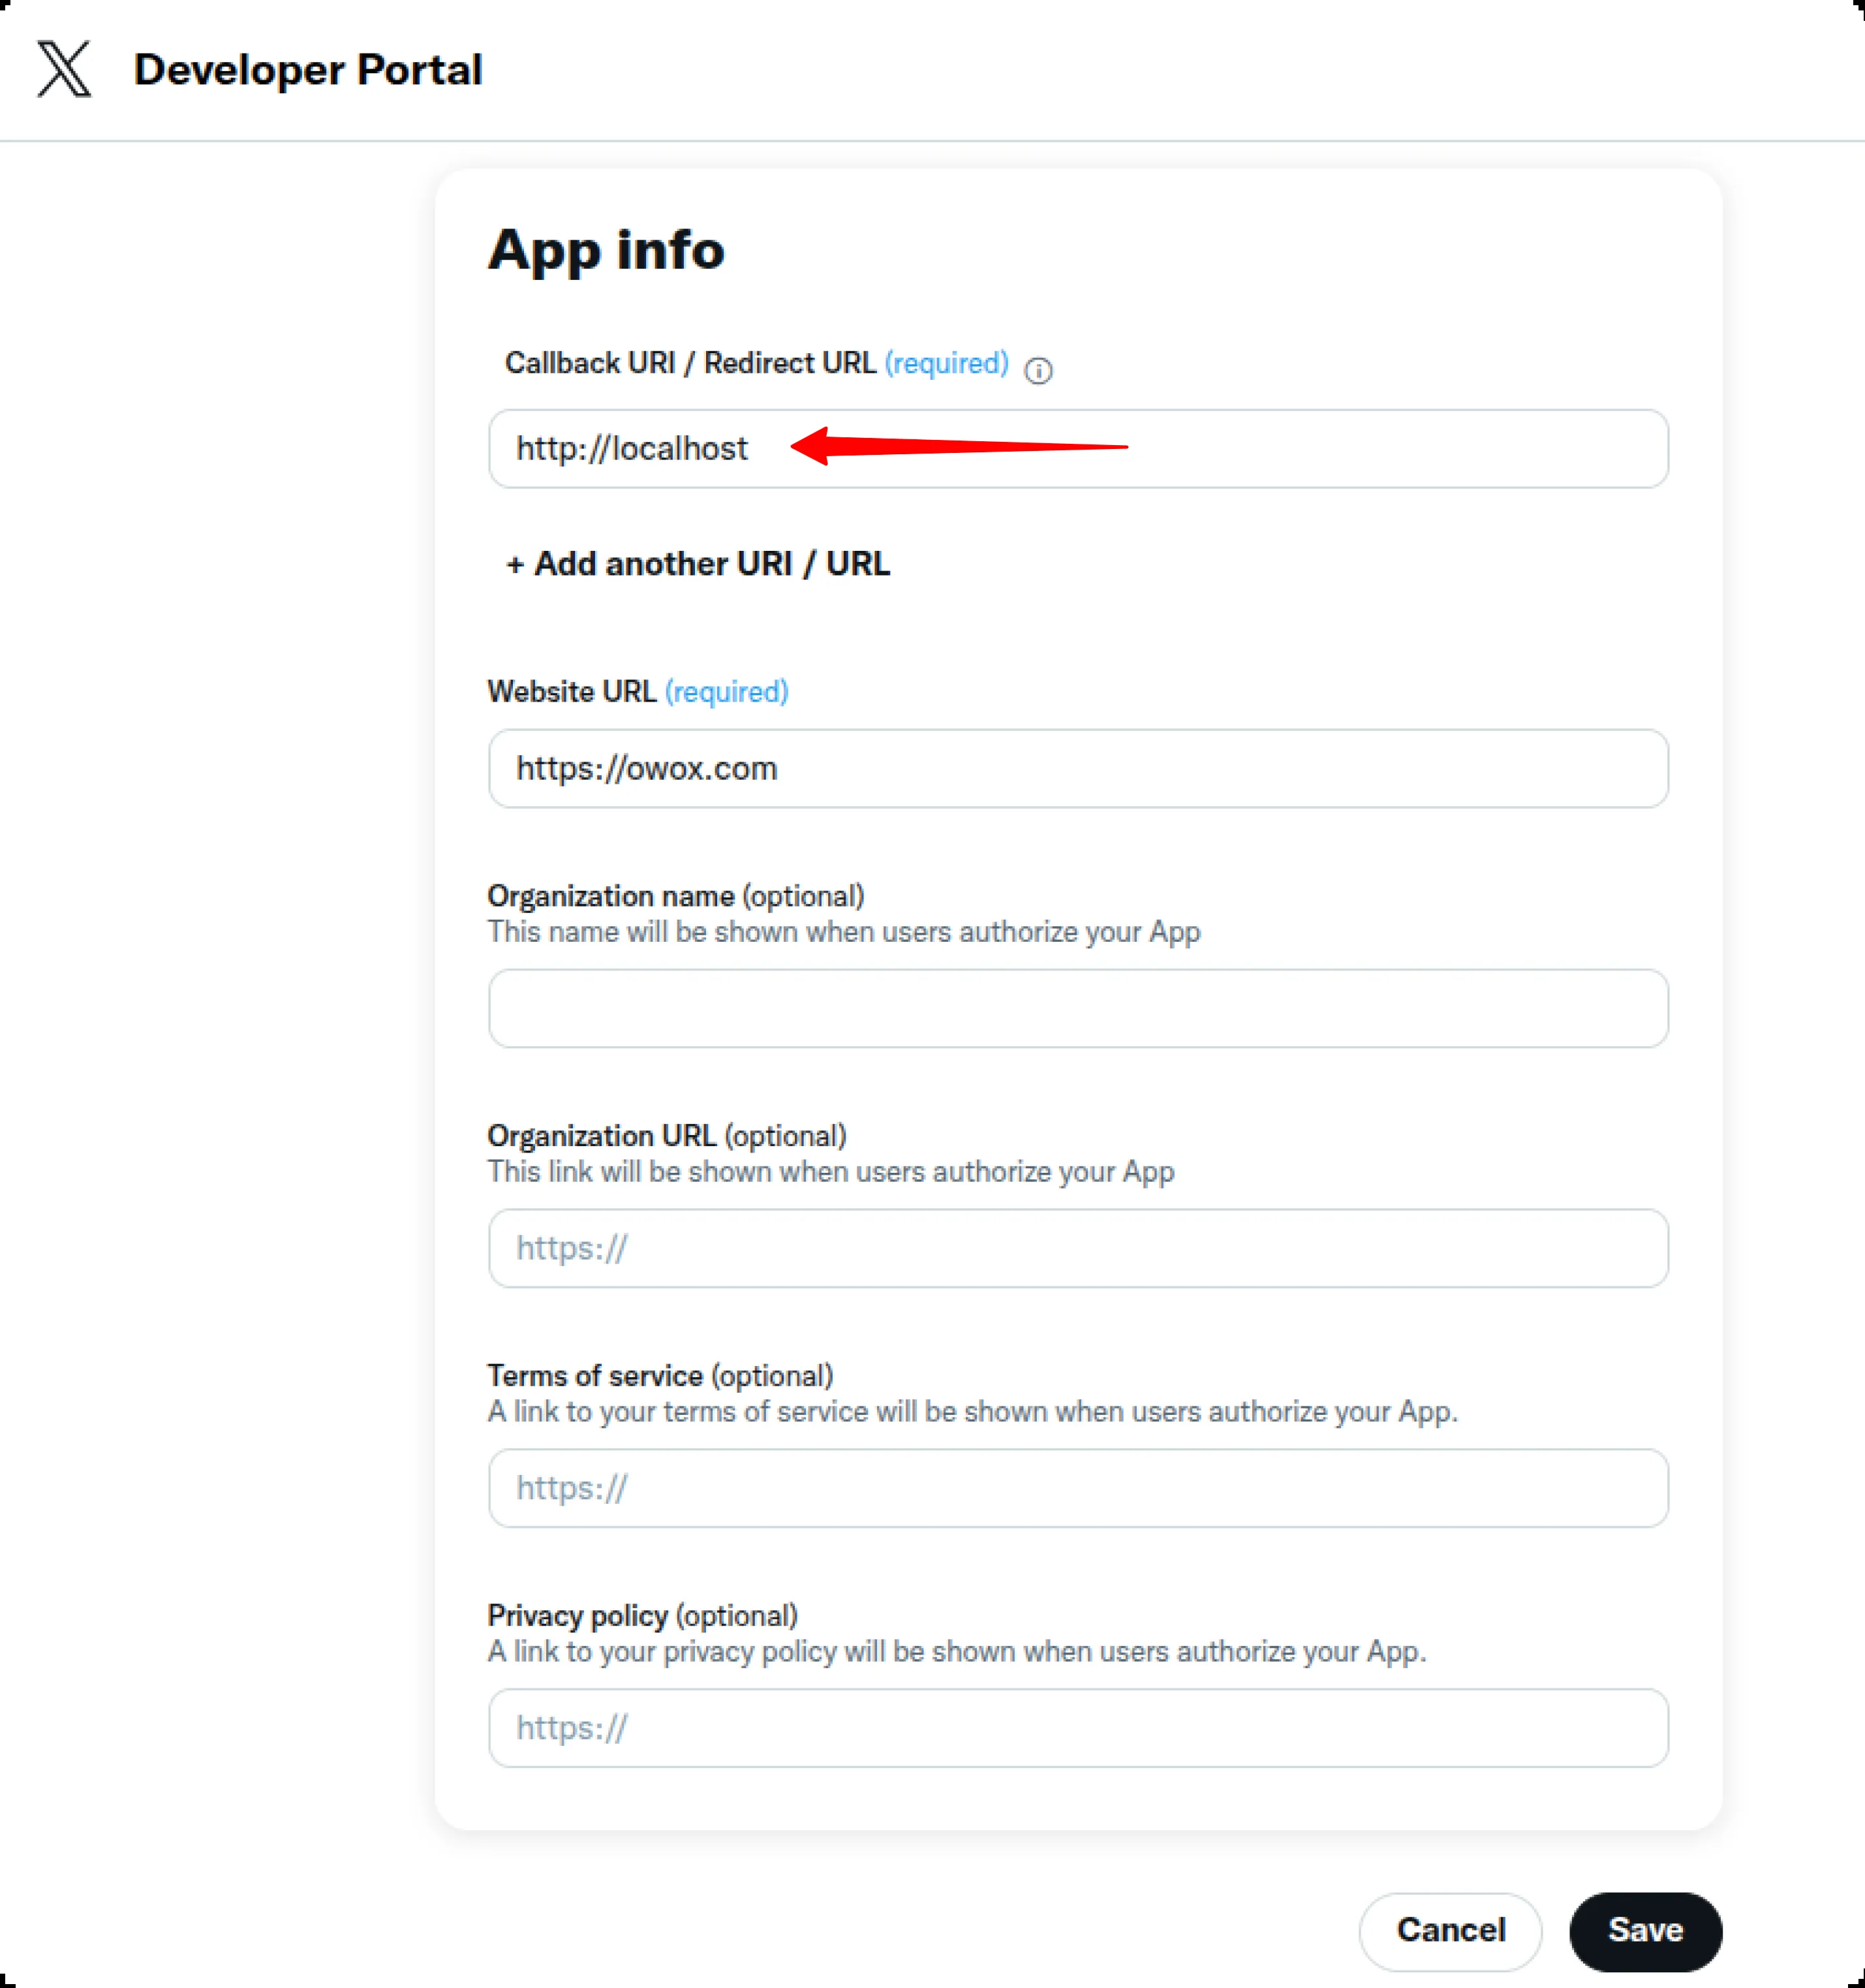 Developer Portal
App info
Callback URI / Redirect URL (required)
http://localhost
+ Add another URI / URL
Website URL (required)
https://owox.com
Organization name (optional)
This name will be shown when users authorize your App
Organization URL (optional)
This link will be shown when users authorize your App
https://
Terms of service (optional)
A link to your terms of service will be shown when users authorize your App.
https://
Privacy policy (optional)
A link to your privacy policy will be shown when users authorize your App.
https://
Cancel Save